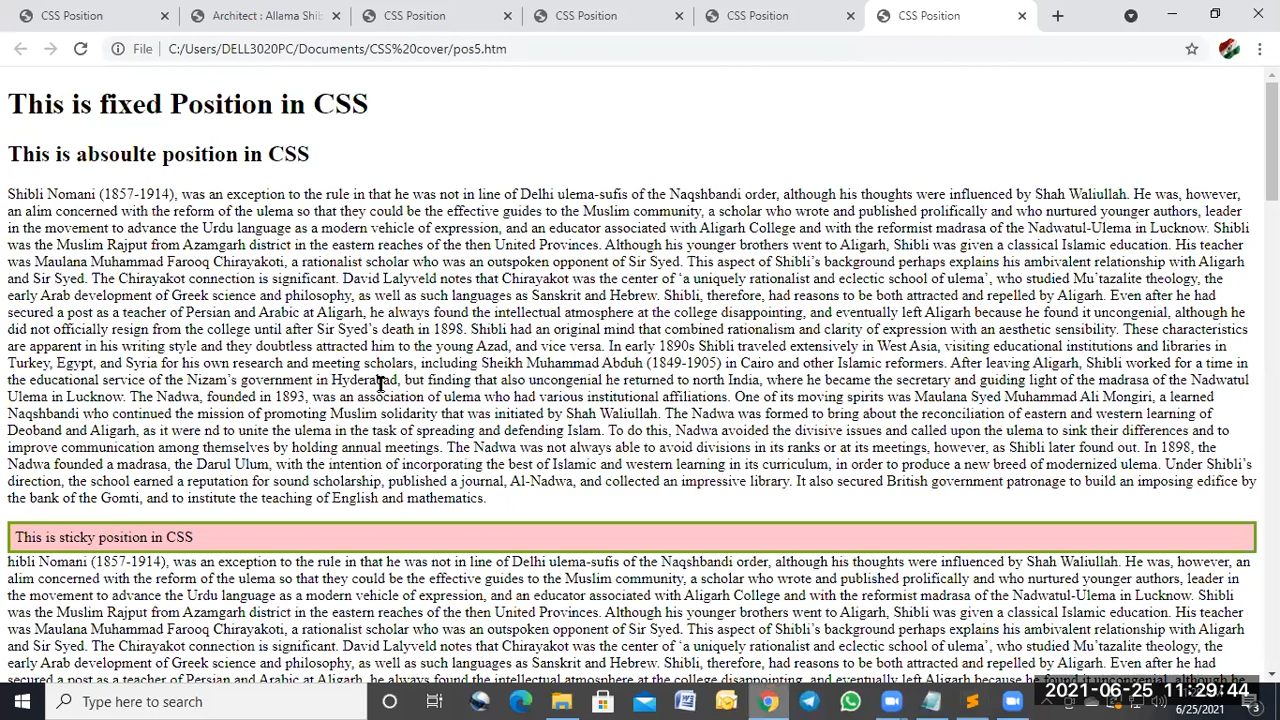 CSS Position
Architect : Allama Shib
CSS Position
CSS Position
CSS Position
CSS Position
File
C:/Users/DELL3020PC/Documents/CSS%20cover/pos5.htm
This is fixed Position in CSS
This is absoulte position in CSS
Shibli Nomani (1857-1914), was an exception to the rule in that he was not in line of Delhi ulema-sufis of the Naqshbandi order, although his thoughts were influenced by Shah Waliullah. He was, however,
an alim concerned with the reform of the ulema so that they could be the effective guides to the Muslim community, a scholar who wrote and published prolifically and who nurtured younger authors, leader
in the movement to advance the Urdu language as a modern vehicle of expression, and an educator associated with Aligarh College and with the reformist madrasa of the Nadwatul-Ulema in Lucknow. Shibli
was the Muslim Rajput from Azamgarh district in the eastern reaches of the then United Provinces. Although his younger brothers went to Aligarh, Shibli was given a classical Islamic education. His teacher
was Maulana Muhammad Farooq Chirayakoti, a rationalist scholar who was an outspoken opponent of Sir Syed. This aspect of Shibli’s background perhaps explains his ambivalent relationship with Aligarh
and Sir Syed. The Chirayakot connection is significant. David Lalyveld notes that Chirayakot was the center of ‘a uniquely rationalist and eclectic school of ulema’, who studied Mu’tazalite theology, the
early Arab development of Greek science and philosophy, as well as such languages as Sanskrit and Hebrew. Shibli, therefore, had reasons to be both attracted and repelled by Aligarh. Even after he had
secured a post as a teacher of Persian and Arabic at Aligarh, he always found the intellectual atmosphere at the college disappointing, and eventually left Aligarh because he found it uncongenial, although he
did not officially resign from the college until after Sir Syed’s death in 1898. Shibli had an original mind that combined rationalism and clarity of expression with an aesthetic sensibility. These characteristics
are apparent in his writing style and they doubtless attracted him to the young Azad, and vice versa. In early 1890s Shibli traveled extensively in West Asia, visiting educational institutions and libraries in
Turkey, Egypt, and Syria for his own research and meeting scholars, including Sheikh Muhammad Abduh (1849-1905) in Cairo and other Islamic reformers. After leaving Aligarh, Shibli worked for a time in
the educational service of the Nizam’s government in Hyderabad, but finding that also uncongenial he returned to north India, where he became the secretary and guiding light of the madrasa of the Nadwatul
Ulema in Lucknow. The Nadwa, founded in 1893, was an association of ulema who had various institutional affiliations. One of its moving spirits was Maulana Syed Muhammad Ali Mongiri, a learned
Naqshbandi who continued the mission of promoting Muslim solidarity that was initiated by Shah Waliullah. The Nadwa was formed to bring about the reconciliation of eastern and western learning of
Deoband and Aligarh, as it were nd to unite the ulema in the task of spreading and defending Islam. To do this, Nadwa avoided the divisive issues and called upon the ulema to sink their differences and to
improve communication among themselves by holding annual meetings. The Nadwa was not always able to avoid divisions in its ranks or at its meetings, however, as Shibli later found out. In 1898, the
Nadwa founded a madrasa, the Darul Ulum, with the intention of incorporating the best of Islamic and western learning in its curriculum, in order to produce a new breed of modernized ulema. Under Shibli’s
direction, the school earned a reputation for sound scholarship, published a journal, Al-Nadwa, and collected an impressive library. It also secured British government patronage to build an imposing edifice by
the bank of the Gomti, and to institute the teaching of English and mathematics.
This is sticky position in CSS
hibli Nomani (1857-1914), was an exception to the rule in that he was not in line of Delhi ulema-sufis of the Naqshbandi order, although his thoughts were influenced by Shah Waliullah. He was, however, an
alim concerned with the reform of the ulema so that they could be the effective guides to the Muslim community, a scholar who wrote and published prolifically and who nurtured younger authors, leader in
the movement to advance the Urdu language as a modern vehicle of expression, and an educator associated with Aligarh College and with the reformist madrasa of the Nadwatul-Ulema in Lucknow. Shibli
was the Muslim Rajput from Azamgarh district in the eastern reaches of the then United Provinces. Although his younger brothers went to Aligarh, Shibli was given a classical Islamic education. His teacher
was Maulana Muhammad Farooq Chirayakoti, a rationalist scholar who was an outspoken opponent of Sir Syed. This aspect of Shibli’s background perhaps explains his ambivalent relationship with Aligarh
and Sir Syed. The Chirayakot connection is significant. David Lalyveld notes that Chirayakot was the center of ‘a uniquely rationalist and eclectic school of ulema’, who studied Mu’tazalite theology, the
early Arab development of Greek science and philosophy, as well as such languages as Sanskrit and Hebrew. Shibli, therefore, had reasons to be both attracted and repelled by Aligarh. Even after he had
secured a post as a teacher of Persian and Arabic at Aligarh, he always found the intellectual atmosphere at the college disappointing, and eventually left Aligarh because he found it uncongenial, although he
Type here to search
2021-06-25 11:29:44
6/25/2021
3